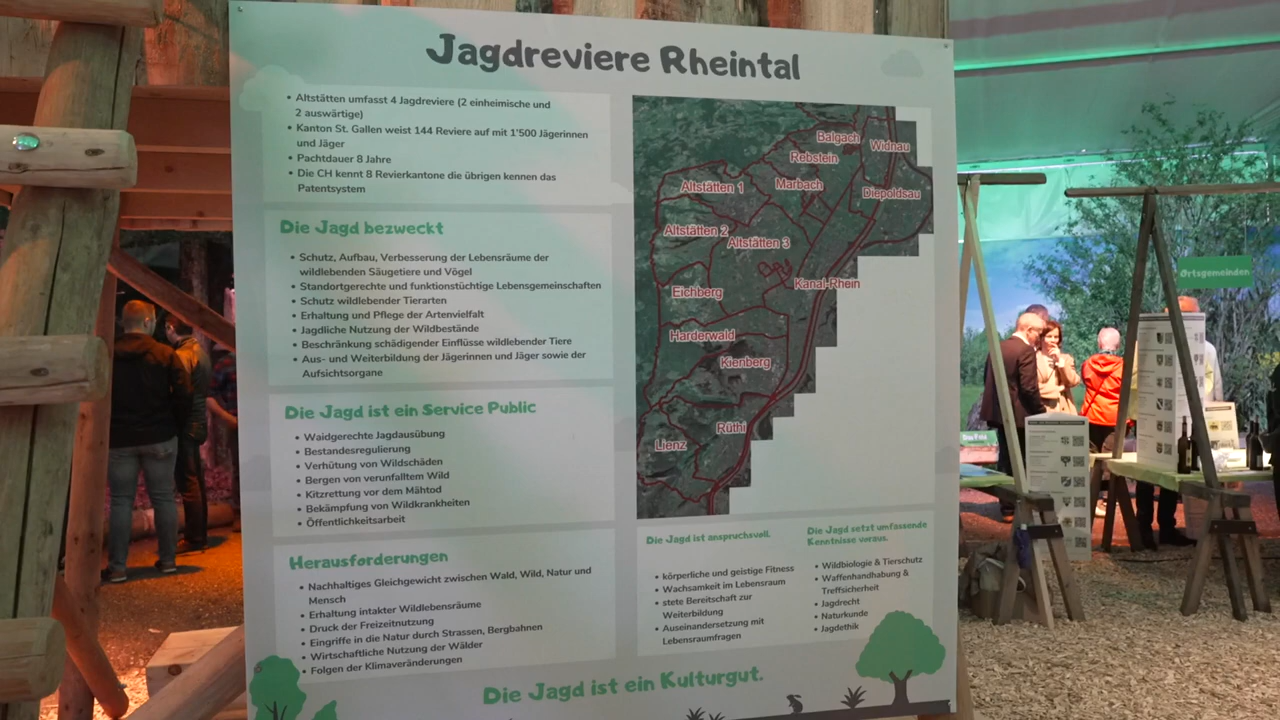 Jagdreviere Rheintal
• Altstätten umfasst 4 Jagdreviere (2 einheimische und
2 auswärtige)
• Kanton St. Gallen weist 144 Reviere auf mit 1'500 Jägerinnen
und Jäger
• Pachtdauer 8 Jahre
• Die CH kennt 8 Revierkantone die übrigen kennen das
Patentsystem
Die Jagd bezweckt
• Schutz, Aufbau, Verbesserung der Lebensräume der
wildlebenden Säugetiere und Vögel
• Standortgerechte und funktionstüchtige Lebensgemeinschaften
• Schutz wildlebender Tierarten
• Erhaltung und Pflege der Artenvielfalt
• Jagdliche Nutzung der Wildbestände
• Beschränkung schädigender Einflüsse wildlebender Tiere
• Aus- und Weiterbildung der Jägerinnen und Jäger sowie der
Aufsichtsorgane
Die Jagd ist ein Service Public
• Waidgerechte Jagdausübung
• Bestandesregulierung
• Verhütung von Wildschäden
• Bergen von verunfalltem Wild
• Kitzrettung vor dem Mähtod
• Bekämpfung von Wildkrankheiten
• Öffentlichkeitsarbeit
Herausforderungen
• Nachhaltiges Gleichgewicht zwischen Wald, Wild, Natur und
Mensch
• Erhaltung intakter Wildlebensräume
• Druck der Freizeitnutzung
• Eingriffe in die Natur durch Strassen, Bergbahnen
• Wirtschaftliche Nutzung der Wälder
• Folgen der Klimaveränderungen
Balgach
Widnau
Rebstein
Altstätten 1
Marbach
Diepoldsau
Altstätten 2
Altstätten 3
Kanal-Rhein
Eichberg
Harderwald
Kienberg
Rüthi
Lienz
Die Jagd ist anspruchsvoll.
• körperliche und geistige Fitness
• Wachsamkeit im Lebensraum
• stete Bereitschaft zur
Weiterbildung
• Auseinandersetzung mit
Lebensraumfragen
Die Jagd setzt umfassende
Kenntnisse voraus.
• Wildbiologie & Tierschutz
• Waffenhandhabung &
Treffsicherheit
• Jagdrecht
• Naturkunde
• Jagdethik
Die Jagd ist ein Kulturgut.
Ortsgemeinden